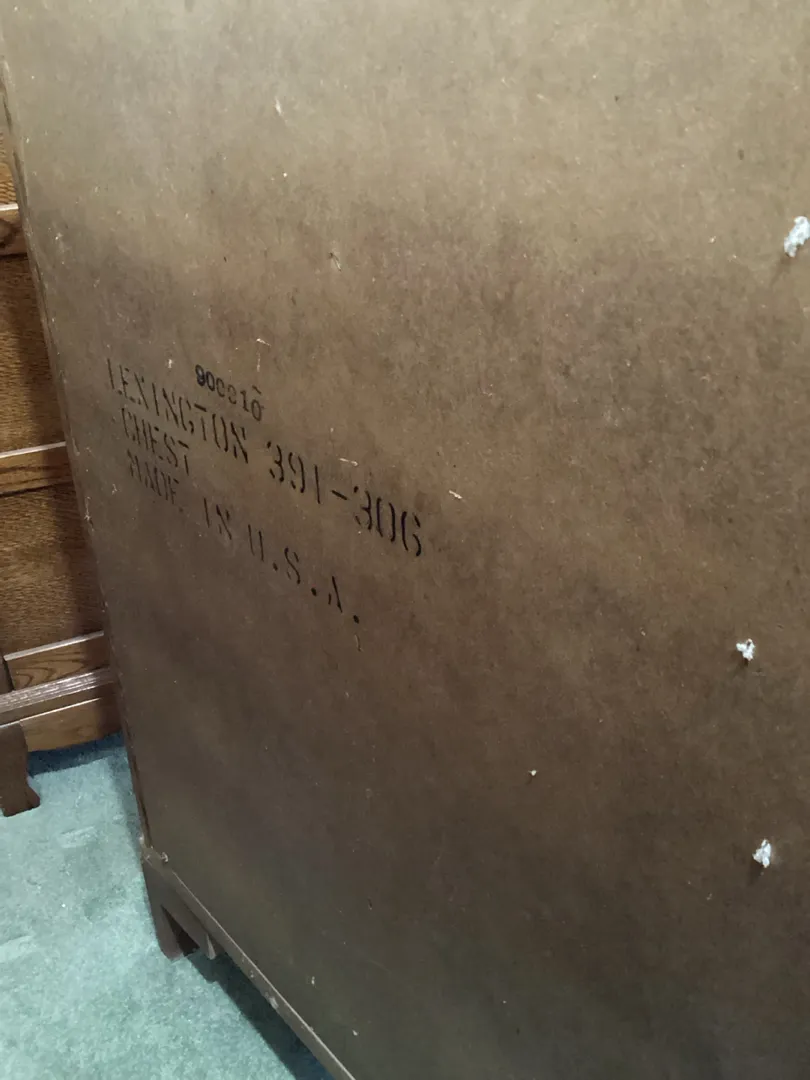 900010
LEXINGTON 391-306
CHEST
MADE IN U.S.A.